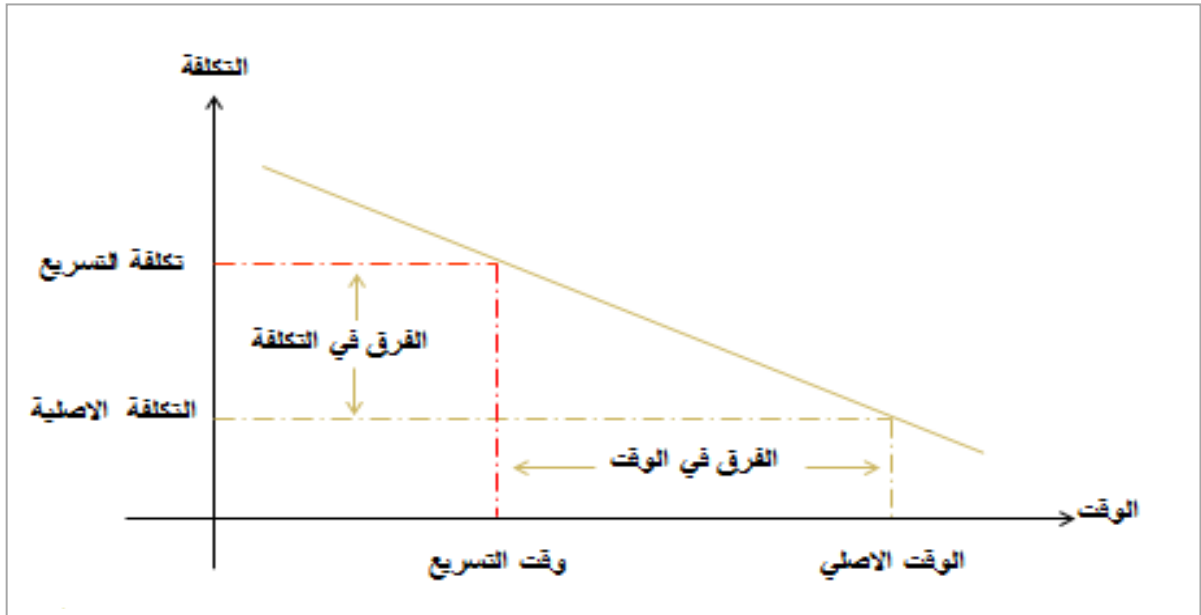 التكلفة
تكلفة التسريع
الفرق في التكلفة
التكلفة الاصلية
الفرق في الوقت
الوقت
وقت التسريع
الوقت الاصلي